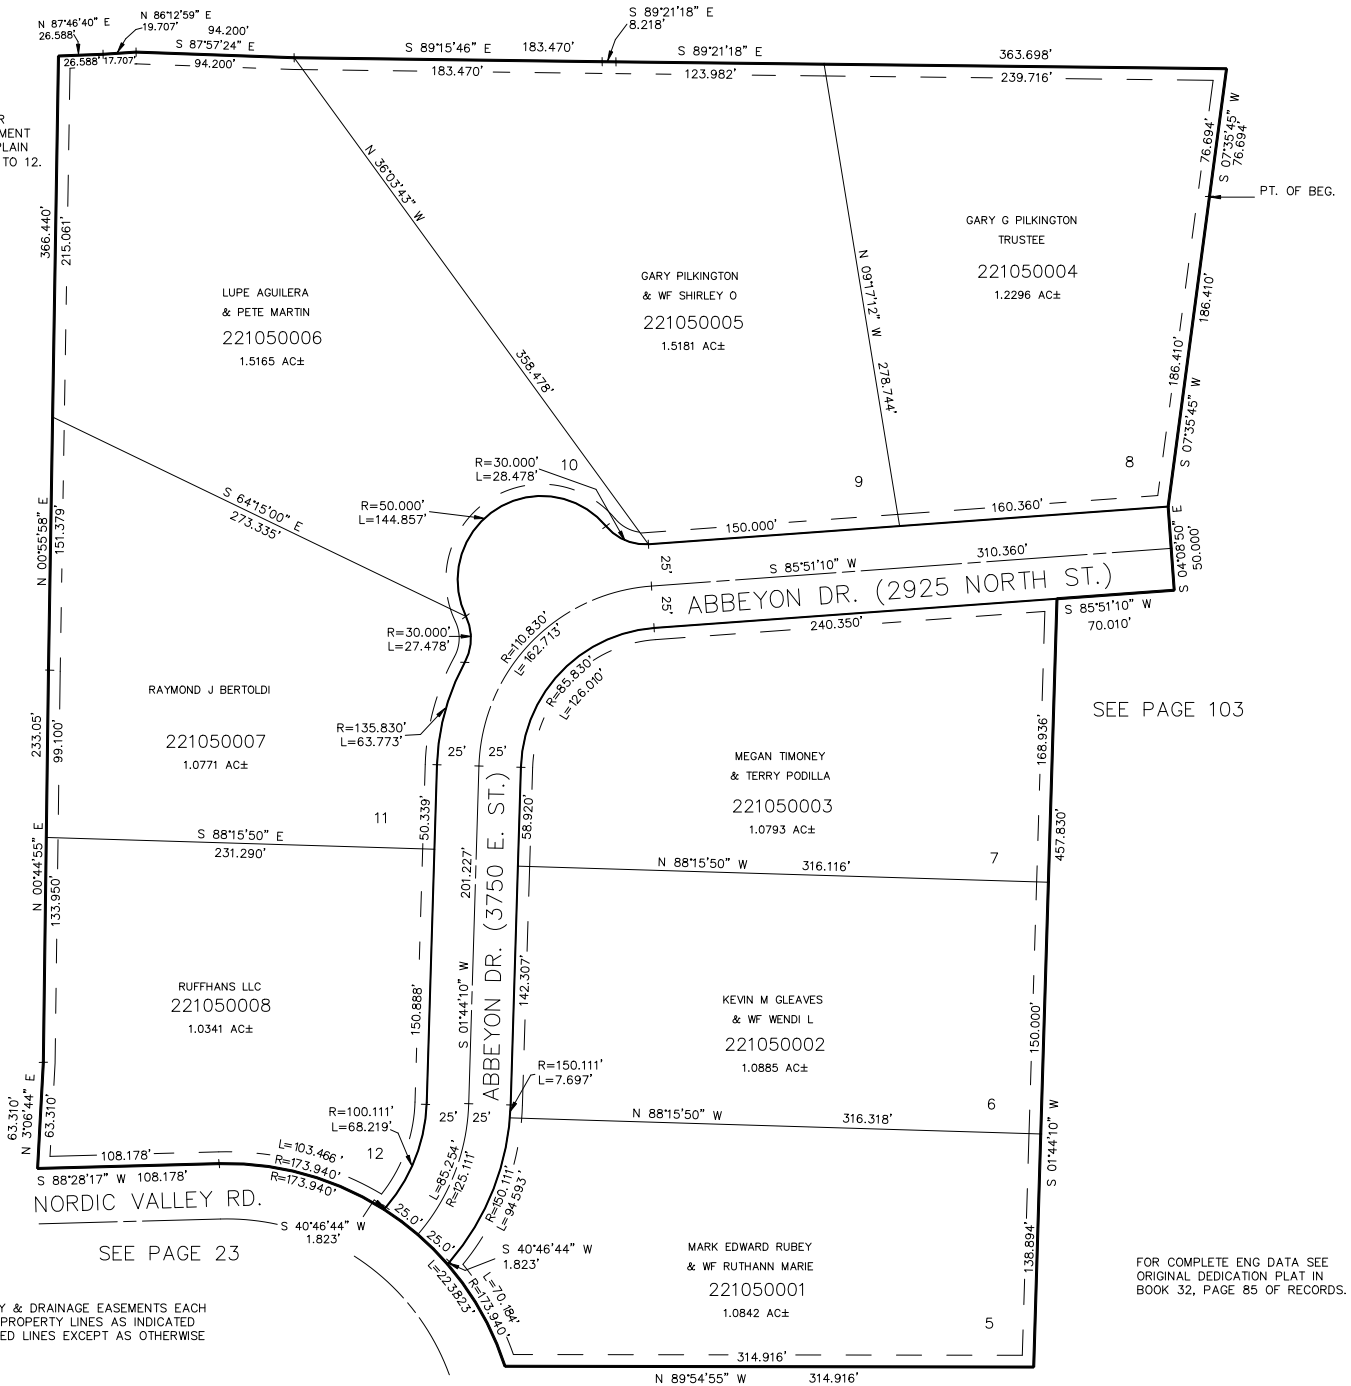 N 87°46'40" E
26.588'
N 86°12'59" E
19.707'
94.200'
S 87°57'24" E
S 89°15'46" E 183.470'
S 89°21'18" E
8.218'
S 89°21'18" E
363.698'
26.588'
17.707'
94.200'
183.470'
123.982'
239.716'
R
MENT
PLAIN
TO 12.
76.694'
S 07°35'45" W
76.694'
PT. OF BEG.
N 36°03'43" W
358.478'
366.440'
215.061'
GARY G PILKINGTON
TRUSTEE
221050004
1.2296 AC±
GARY PILKINGTON
& WF SHIRLEY O
221050005
1.5181 AC±
LUPE AGUILERA
& PETE MARTIN
221050006
1.5165 AC±
N 09°17'12" W
278.744'
186.410'
186.410'
S 07°35'45" W
8
9
10
R=30.000'
L=28.478'
R=50.000'
L=144.857'
S 64°15'00" E
273.335'
N 00°55'58" E
151.379'
150.000'
160.360'
S 85°51'10" W
310.360'
S 04°08'50" E
50.000'
25'
25'
ABBEYON DR. (2925 NORTH ST.)
S 85°51'10" W
70.010'
240.350'
R=30.000'
L=27.478'
R=110.830'
L=162.713'
R=85.830'
L=126.010'
RAYMOND J BERTOLDI
221050007
1.0771 AC±
233.05'
99.100'
R=135.830'
L=63.773'
25'
25'
SEE PAGE 103
168.936'
MEGAN TIMONEY
& TERRY PODILLA
221050003
1.0793 AC±
11
50.339'
58.920'
S 88°15'50" E
231.290'
N 88°15'50" W 316.116'
7
457.830'
N 00°44'55" E
133.950'
201.227'
S 01°44'10" W
ABBEYON DR. (3750 E. ST.)
142.307'
150.888'
RUFFHANS LLC
221050008
1.0341 AC±
KEVIN M GLEAVES
& WF WENDI L
221050002
1.0885 AC±
150.000'
R=150.111'
L=7.697'
63.310'
N 3°06'44" E
63.310'
R=100.111'
L=68.219'
25'
25'
N 88°15'50" W
316.318'
6
S 01°44'10" W
12
108.178'
L=103.466'
R=173.940'
R=173.940'
S 88°28'17" W 108.178'
L=85.254'
R=125.111'
R=150.111'
L=94.593'
NORDIC VALLEY RD.
S 40°46'44" W
1.823'
25.0'
25.0'
S 40°46'44" W
1.823'
SEE PAGE 23
L=223.823'
L=70.184'
R=173.940'
MARK EDWARD RUBEY
& WF RUTHANN MARIE
221050001
1.0842 AC±
138.894'
5
FOR COMPLETE ENG DATA SEE
ORIGINAL DEDICATION PLAT IN
BOOK 32, PAGE 85 OF RECORDS.
Y & DRAINAGE EASEMENTS EACH
PROPERTY LINES AS INDICATED
ED LINES EXCEPT AS OTHERWISE
314.916'
N 89°54'55" W 314.916'